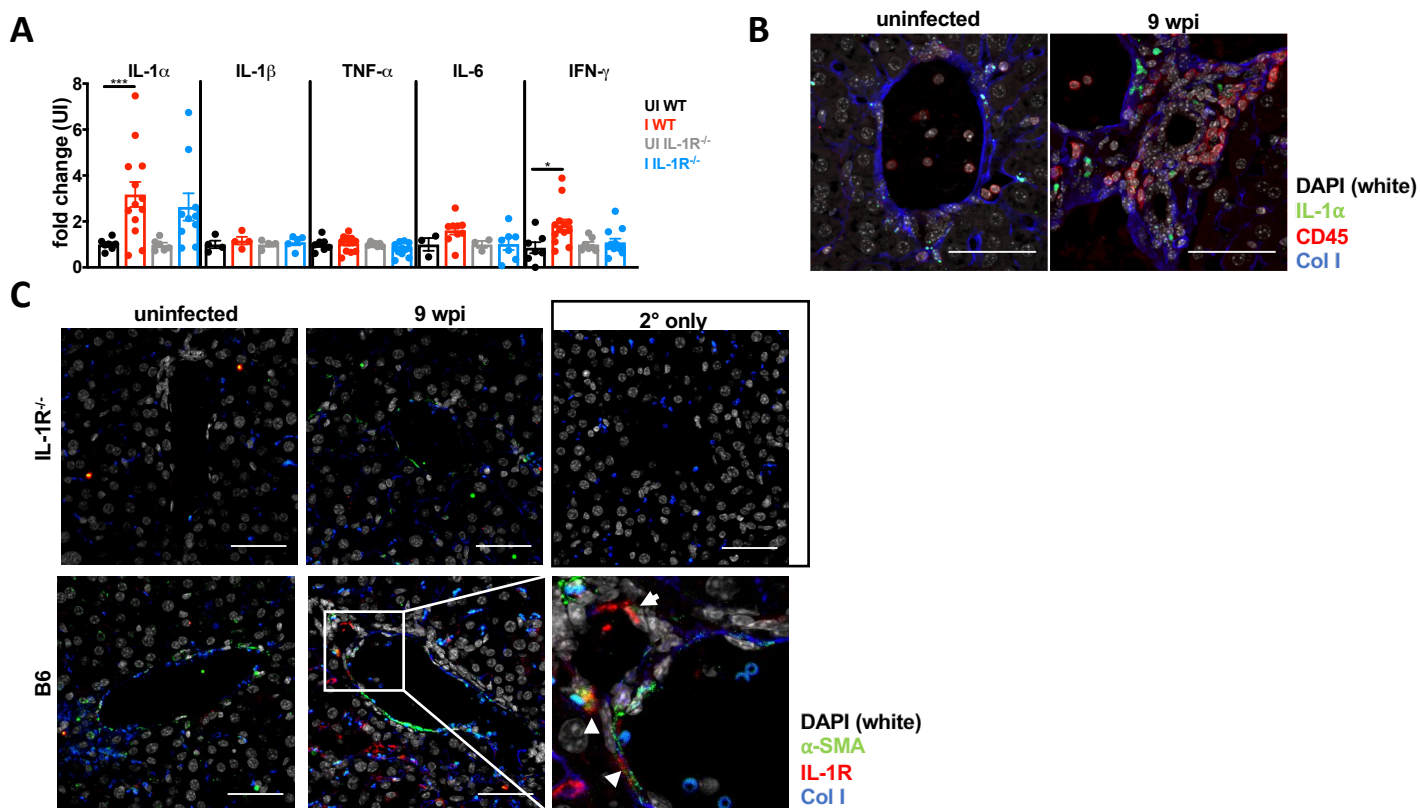 A
IL-1α IL-1β TNF-α IL-6 IFN-γ
***
*
fold change (UI)
8
6
4
2
0
UI WT
I WT
UI IL-1R-/-
I IL-1R-/-
B
uninfected 9 wpi
DAPI (white)
IL-1α
CD45
Col I
C
uninfected 9 wpi 2° only
IL-1R-/-
B6
DAPI (white)
α-SMA
IL-1R
Col I